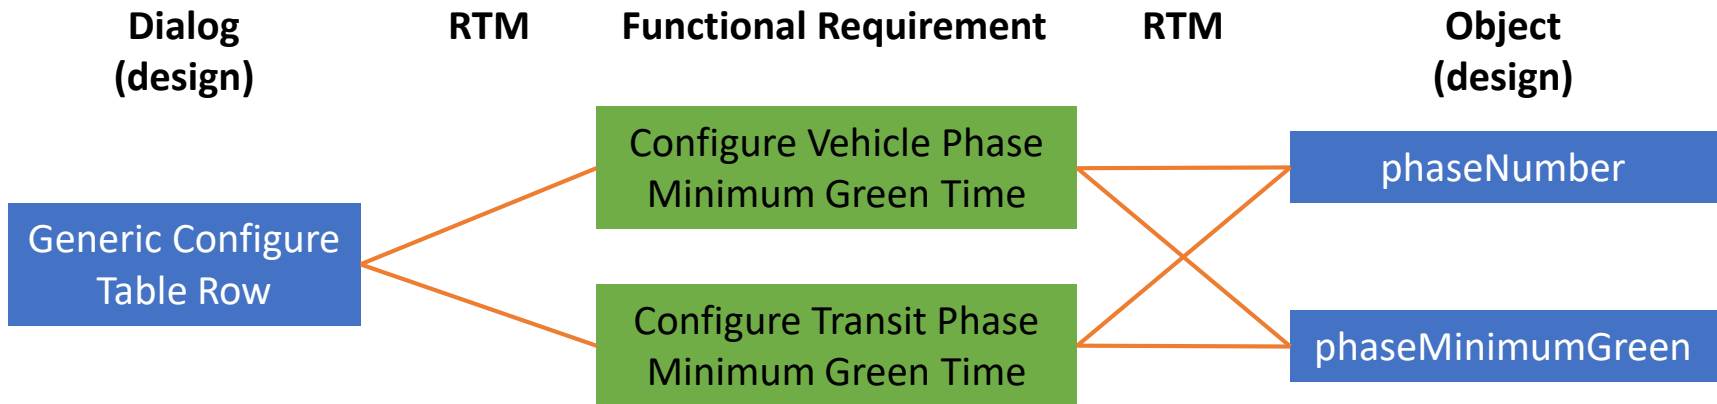 Dialog
(design)
RTM
Functional Requirement
RTM
Object
(design)
Generic Configure
Table Row
Configure Vehicle Phase
Minimum Green Time
Configure Transit Phase
Minimum Green Time
phaseNumber
phaseMinimumGreen